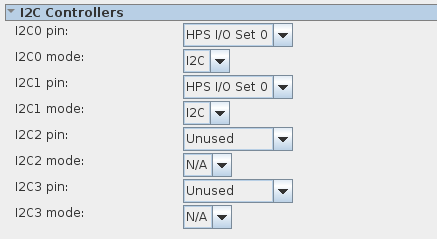 I2C Controllers
I2C0 pin: HPS I/O Set 0
I2C0 mode: I2C
I2C1 pin: HPS I/O Set 0
I2C1 mode: I2C
I2C2 pin: Unused
I2C2 mode: N/A
I2C3 pin: Unused
I2C3 mode: N/A